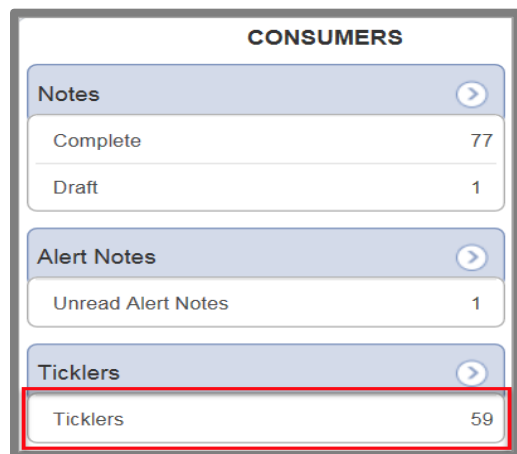 CONSUMERS
Notes
Complete 77
Draft 1
Alert Notes
Unread Alert Notes 1
Ticklers
Ticklers 59